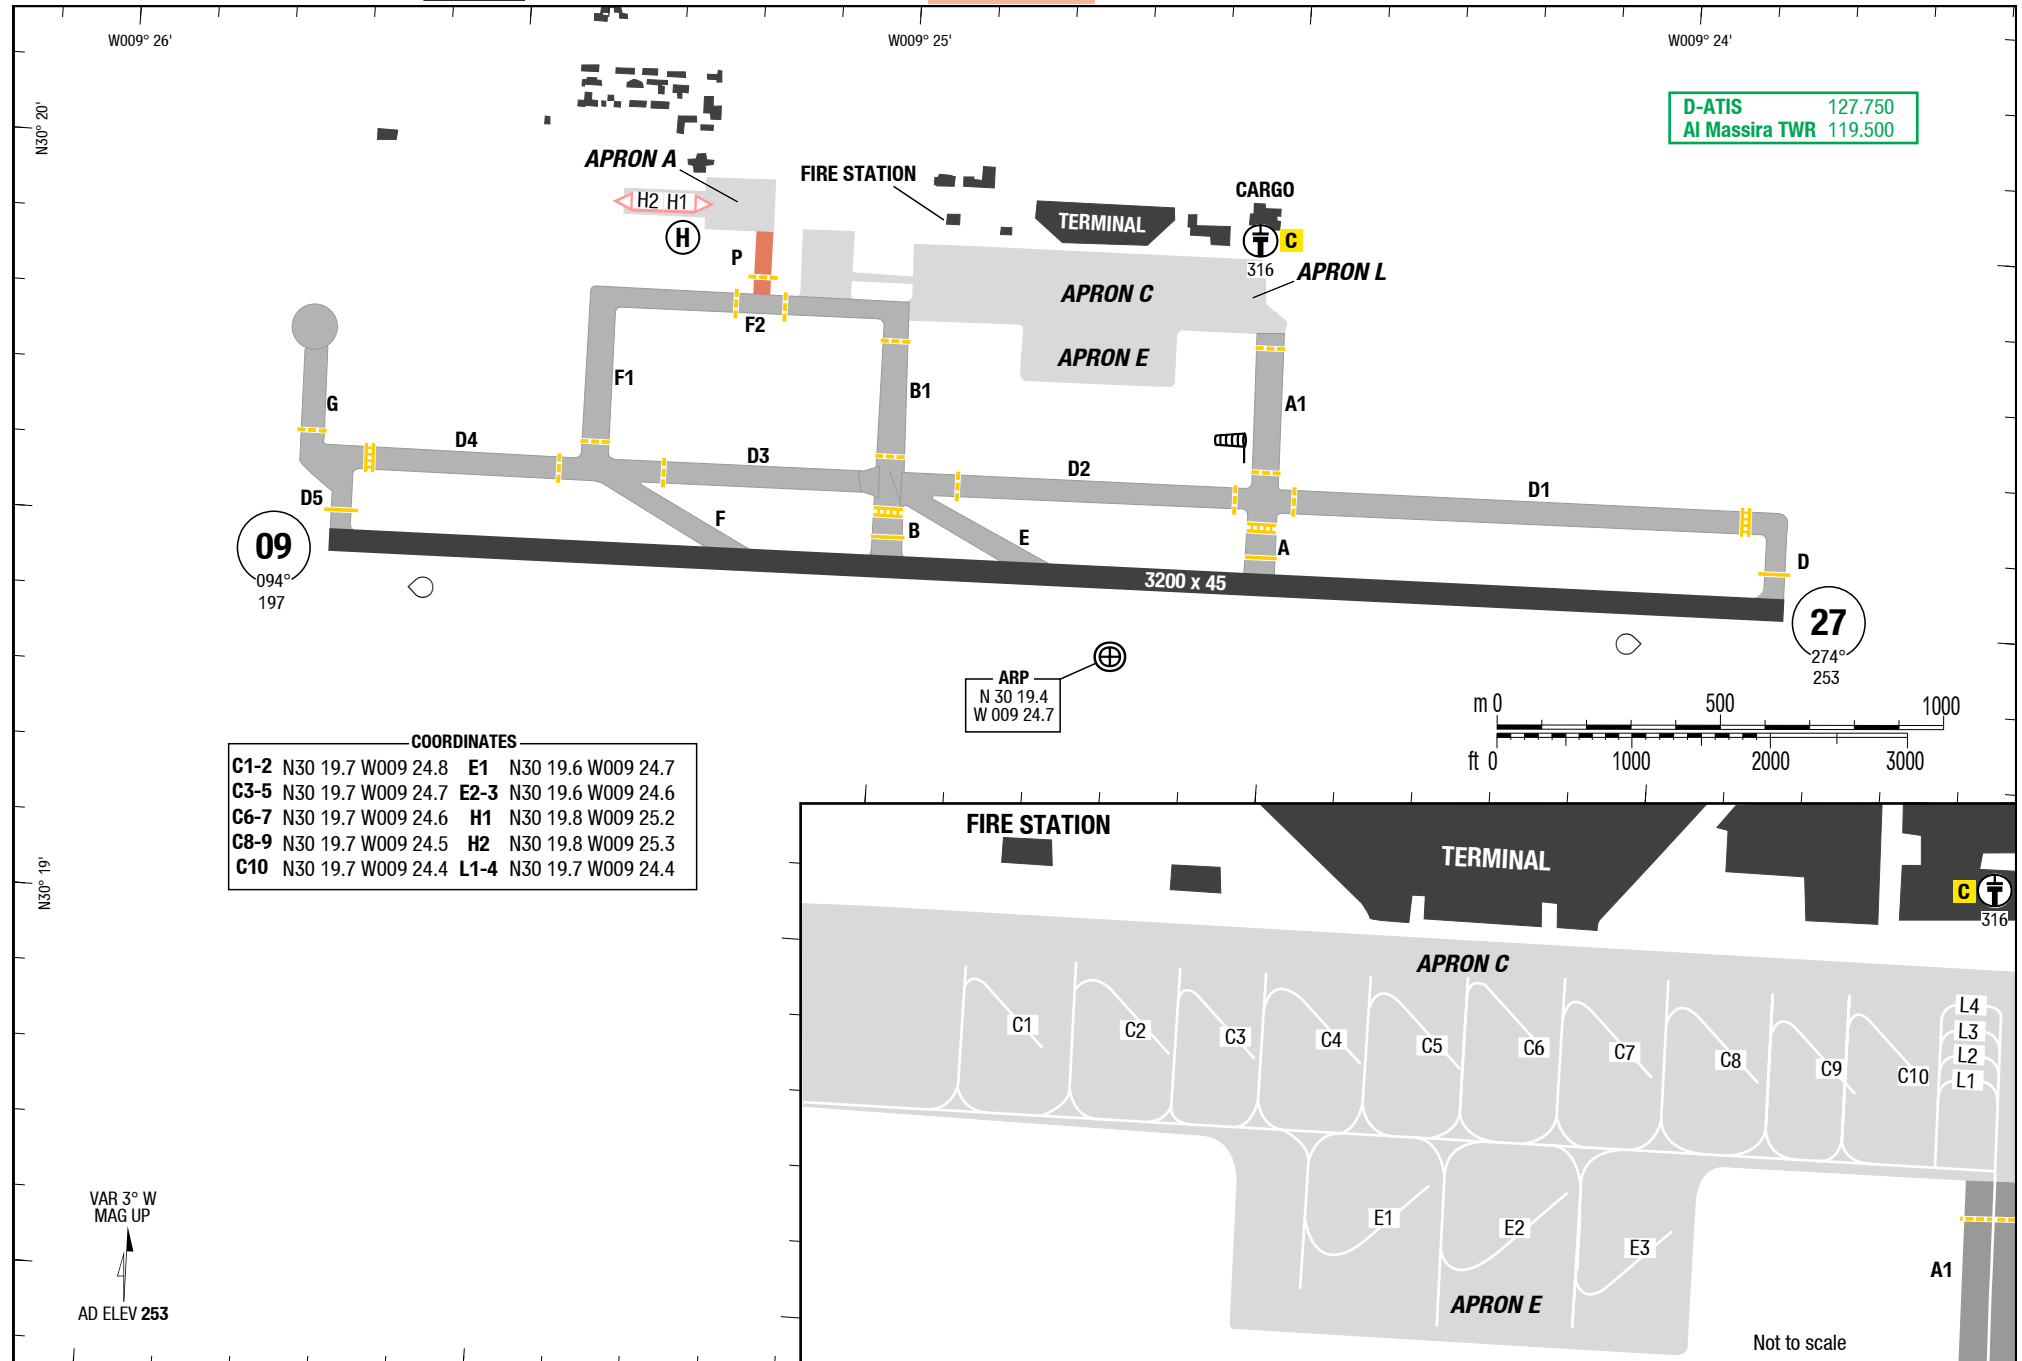 W009° 26'
W009° 25'
W009° 24'
N30° 20'
D-ATIS 127.750
Al Massira TWR 119.500
APRON A
FIRE STATION
CARGO
H2 H1
TERMINAL
H
C
P
316
APRON L
APRON C
F2
APRON E
F1
B1
G
A1
D4
D3
D2
D1
D5
F
B
E
A
D
09
094°
197
3200 x 45
27
274°
253
ARP
N 30 19.4
W 009 24.7
m 0 500 1000
ft 0 1000 2000 3000
COORDINATES
C1-2 N30 19.7 W009 24.8 E1 N30 19.6 W009 24.7
C3-5 N30 19.7 W009 24.7 E2-3 N30 19.6 W009 24.6
C6-7 N30 19.7 W009 24.6 H1 N30 19.8 W009 25.2
C8-9 N30 19.7 W009 24.5 H2 N30 19.8 W009 25.3
C10 N30 19.7 W009 24.4 L1-4 N30 19.7 W009 24.4
N30° 19'
FIRE STATION
TERMINAL
C
316
APRON C
C1
C2
C3
C4
C5
C6
C7
C8
C9
C10
L4
L3
L2
L1
E1
E2
E3
A1
APRON E
Not to scale
VAR 3° W
MAG UP
AD ELEV 253